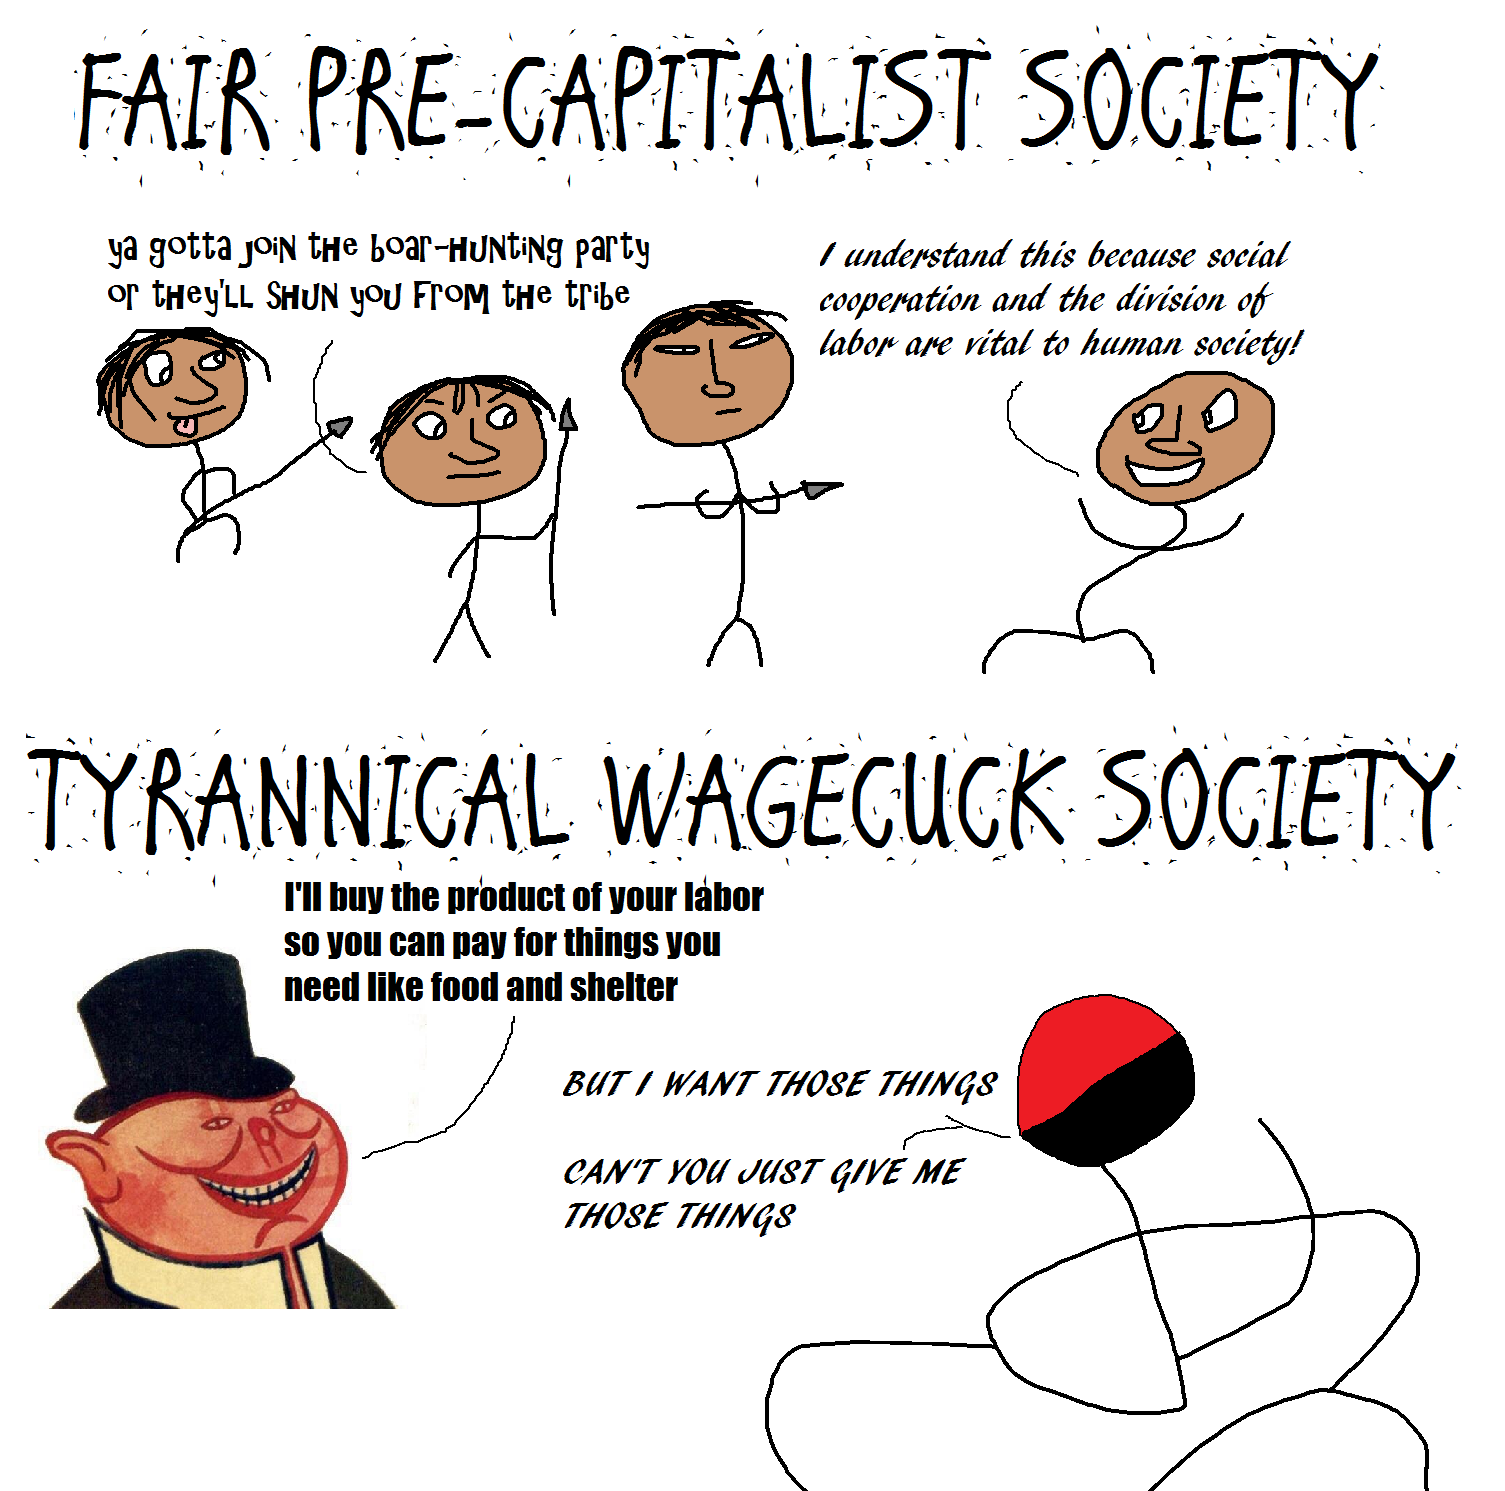 FAIR PRE-CAPITALIST SOCIETY
ya gotta JOIN tHe boar-HUNtiNg party
or tHey'LL SHUN yoU FroM tHe tribe
I understand this because social
cooperation and the division of
labor are vital to human society!
TYRANNICAL WAGECUCK SOCIETY
I'll buy the product of your labor
so you can pay for things you
need like food and shelter
BUT I WANT THOSE THINGS
CAN'T YOU JUST GIVE ME
THOSE THINGS